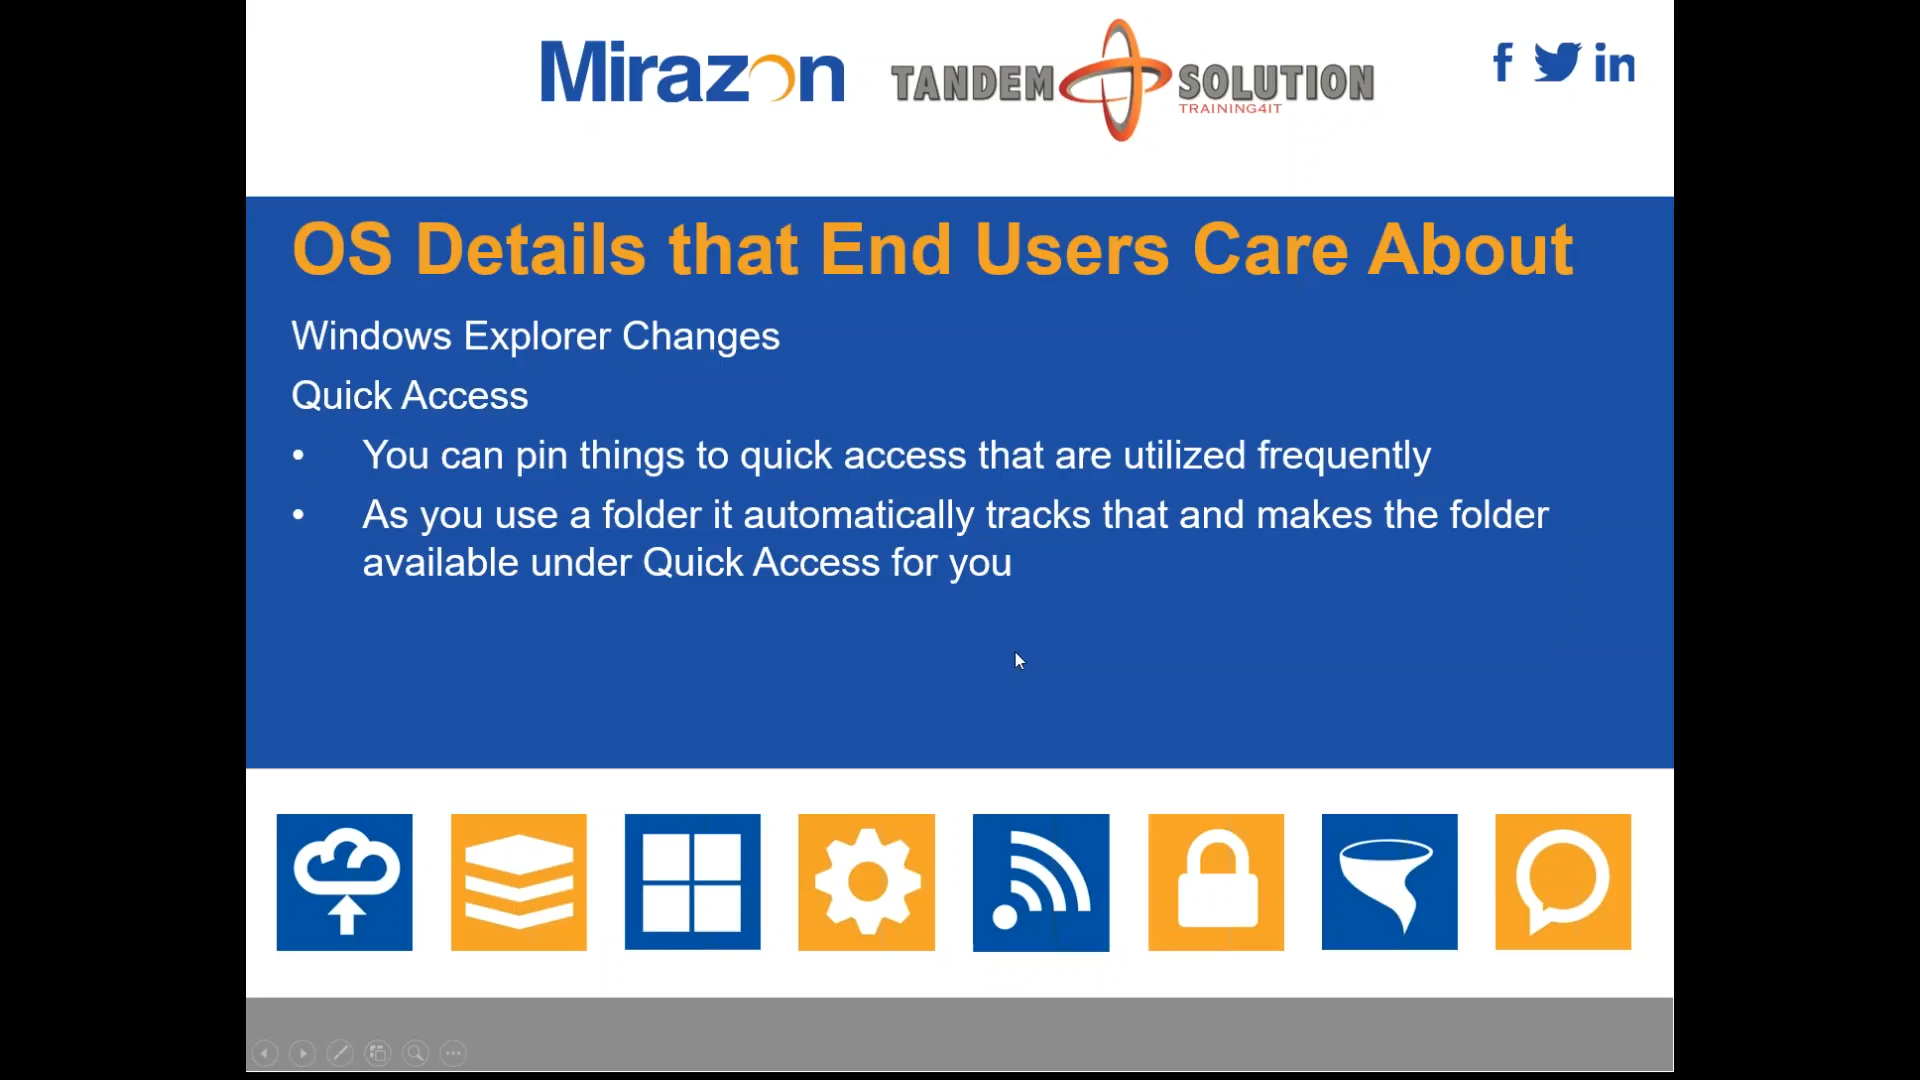 Mirazon
TANDEM SOLUTION
TRAINING4IT
f in
OS Details that End Users Care About
Windows Explorer Changes
Quick Access
• You can pin things to quick access that are utilized frequently
• As you use a folder it automatically tracks that and makes the folder
available under Quick Access for you